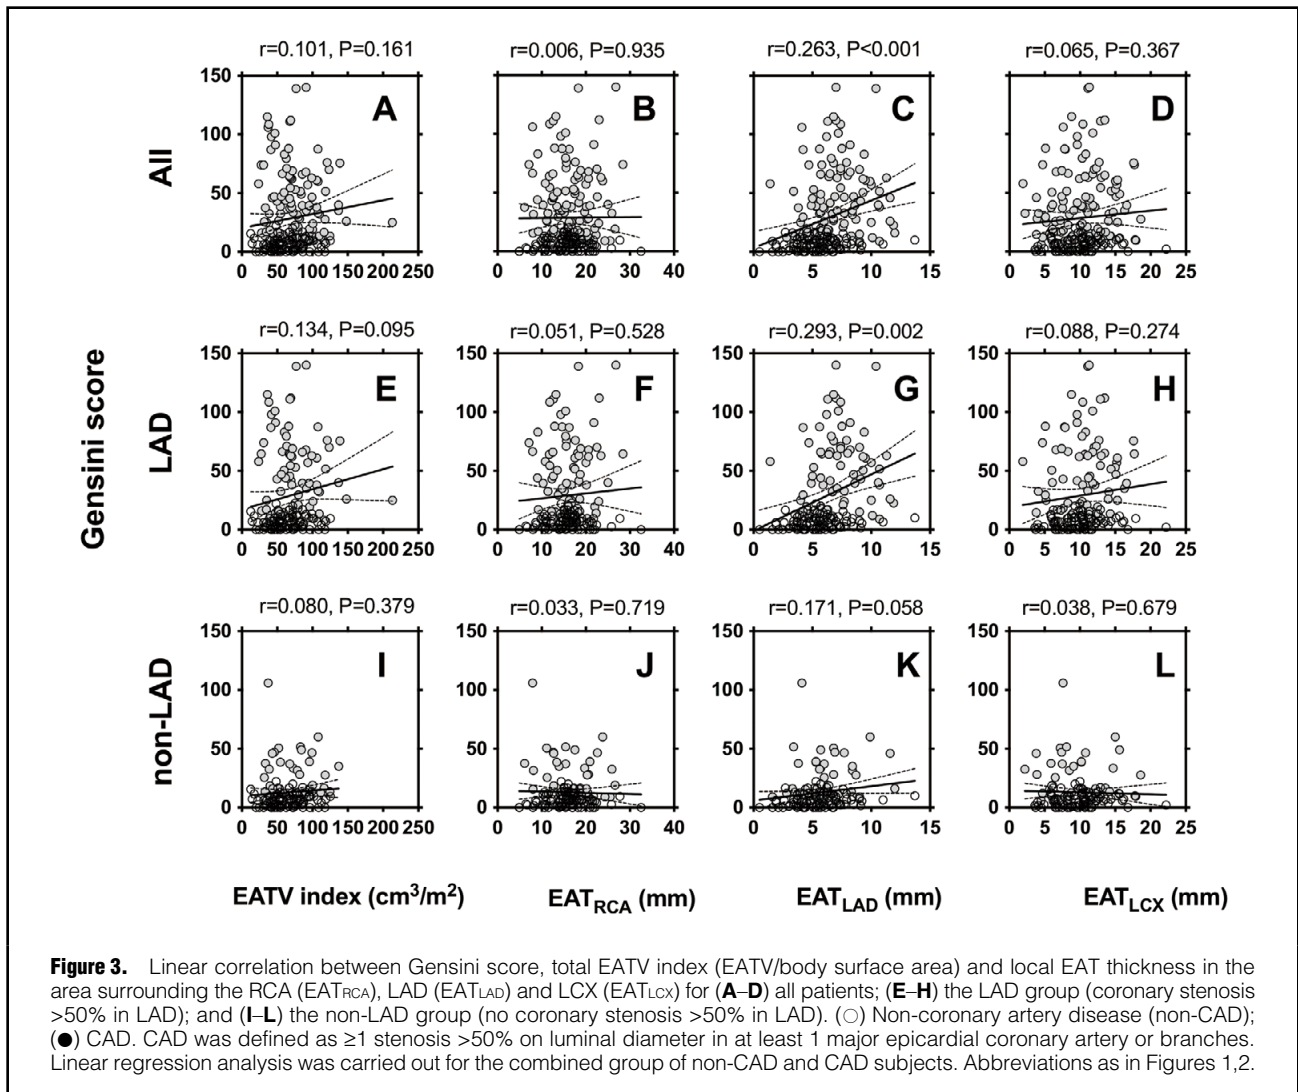 r=0.101, P=0.161 r=0.006, P=0.935 r=0.263, P<0.001 r=0.065, P=0.367
150
A B C D
100
All
50
0
0 50 100 150 200 250 0 10 20 30 40 0 5 10 15 0 5 10 15 20 25
r=0.134, P=0.095 r=0.051, P=0.528 r=0.293, P=0.002 r=0.088, P=0.274
150
E F G H
100
Gensini score
LAD
50
0
0 50 100 150 200 250 0 10 20 30 40 0 5 10 15 0 5 10 15 20 25
r=0.080, P=0.379 r=0.033, P=0.719 r=0.171, P=0.058 r=0.038, P=0.679
150
I J K L
100
non-LAD
50
0
0 50 100 150 200 250 0 10 20 30 40 0 5 10 15 0 5 10 15 20 25
EATV index (cm³/m²) EAT_RCA (mm) EAT_LAD (mm) EAT_LCX (mm)
Figure 3. Linear correlation between Gensini score, total EATV index (EATV/body surface area) and local EAT thickness in the
area surrounding the RCA (EATRCA), LAD (EATLAD) and LCX (EATLCX) for (A–D) all patients; (E–H) the LAD group (coronary stenosis
>50% in LAD); and (I–L) the non-LAD group (no coronary stenosis >50% in LAD). (○) Non-coronary artery disease (non-CAD);
(●) CAD. CAD was defined as ≥1 stenosis >50% on luminal diameter in at least 1 major epicardial coronary artery or branches.
Linear regression analysis was carried out for the combined group of non-CAD and CAD subjects. Abbreviations as in Figures 1,2.